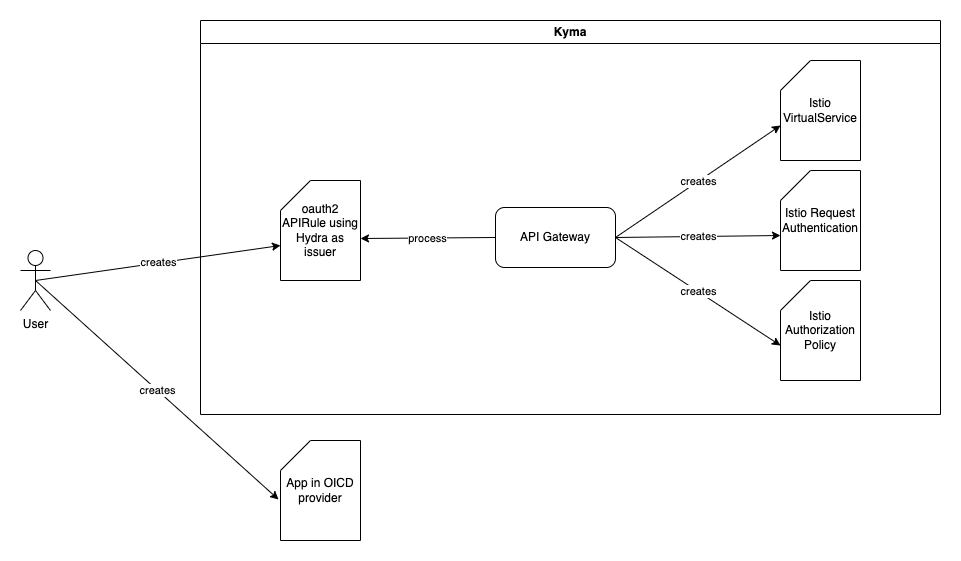 Kyma
Istio
VirtualService
creates
oauth2
APIRule using
Hydra as
issuer
process
API Gateway
creates
Istio Request
Authentication
creates
User
creates
creates
Istio
Authorization
Policy
App in OICD
provider